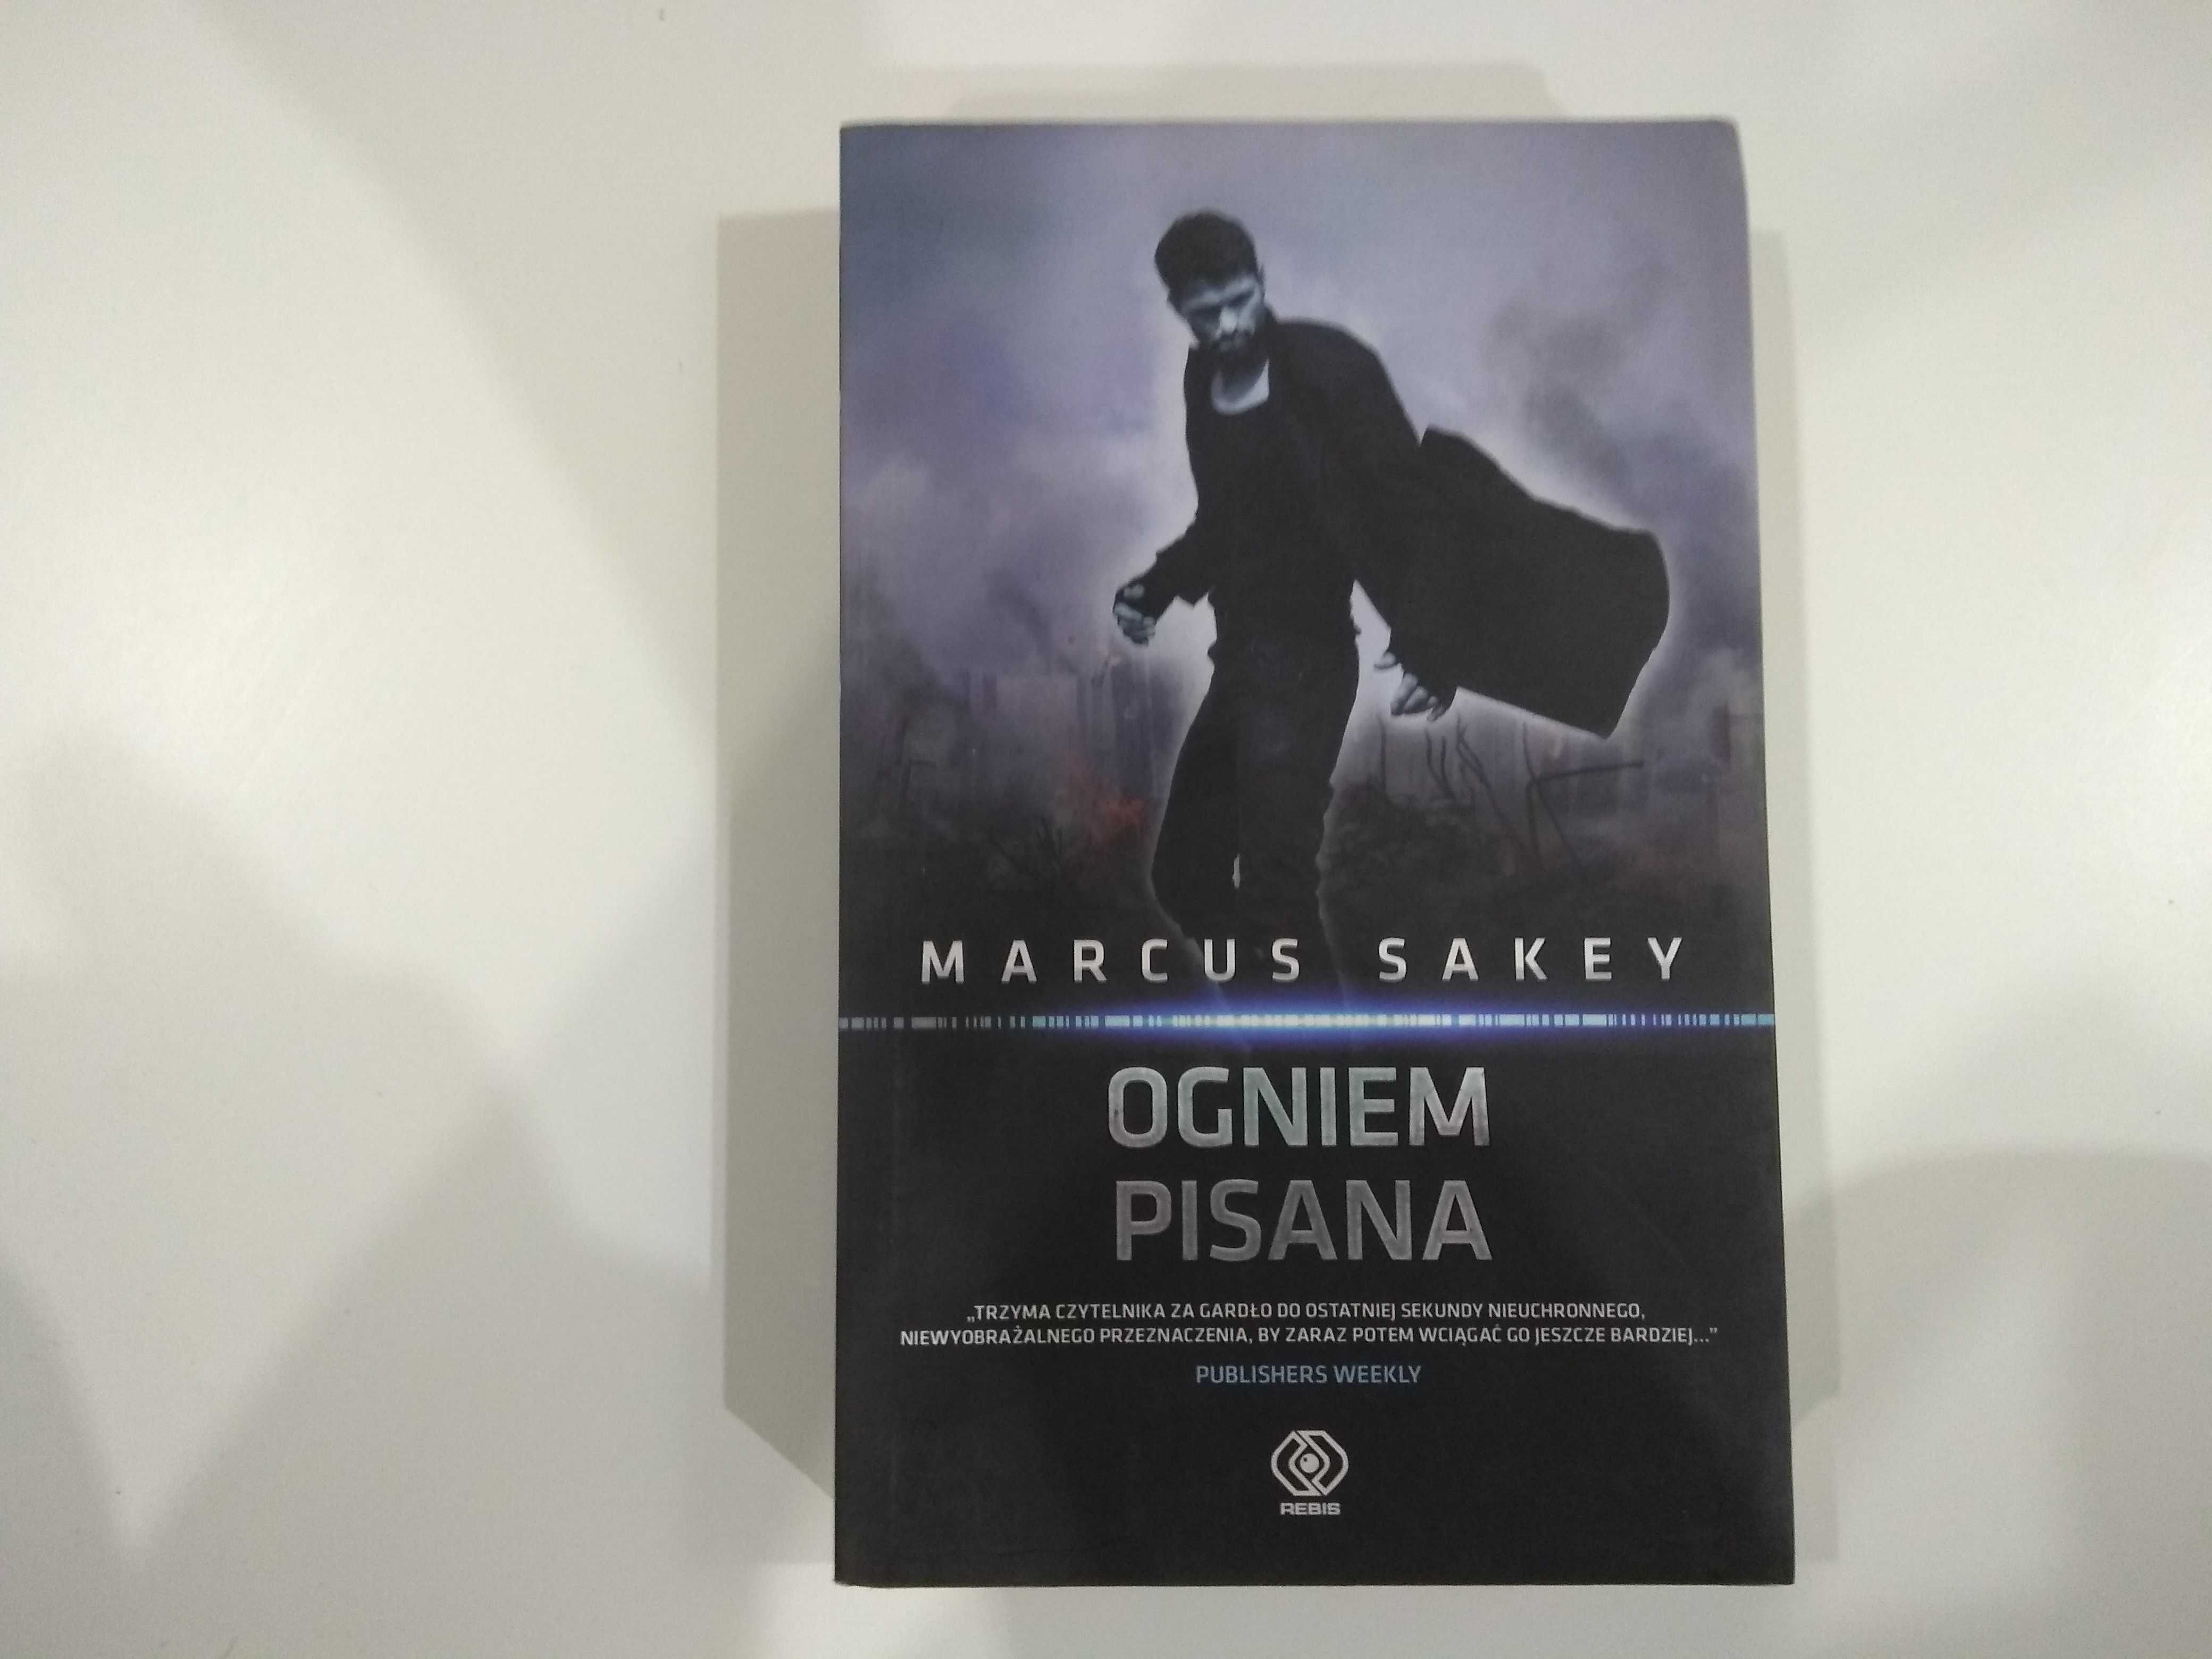 MARCUS SAKEY
OGNIEM
PISANA
„TRZYMA CZYTELNIKA ZA GARDŁO DO OSTATNIEJ SEKUNDY NIEUCHRONNEGO,
NIEWYOBRAŻALNEGO PRZEZNACZENIA, BY ZARAZ POTEM WCIĄGAĆ GO JESZCZE BARDZIEJ..."
PUBLISHERS WEEKLY
REBIS